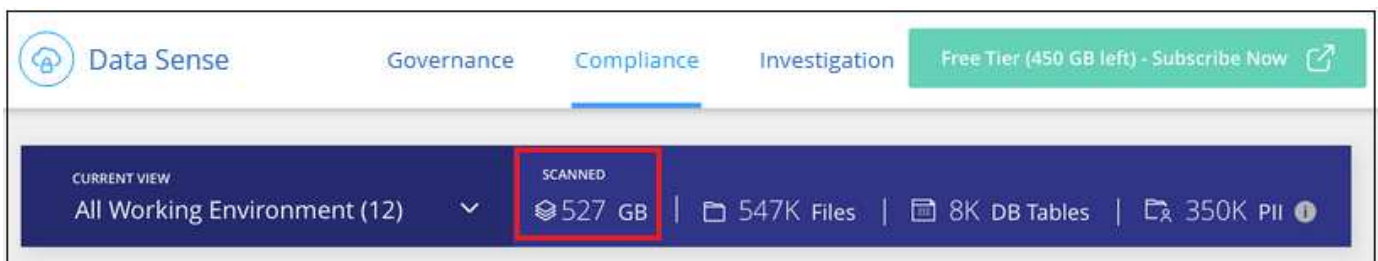 Data Sense Governance Compliance Investigation Free Tier (450 GB left) - Subscribe Now
CURRENT VIEW SCANNED
All Working Environment (12) 527 GB | 547K Files | 8K DB Tables | 350K PII